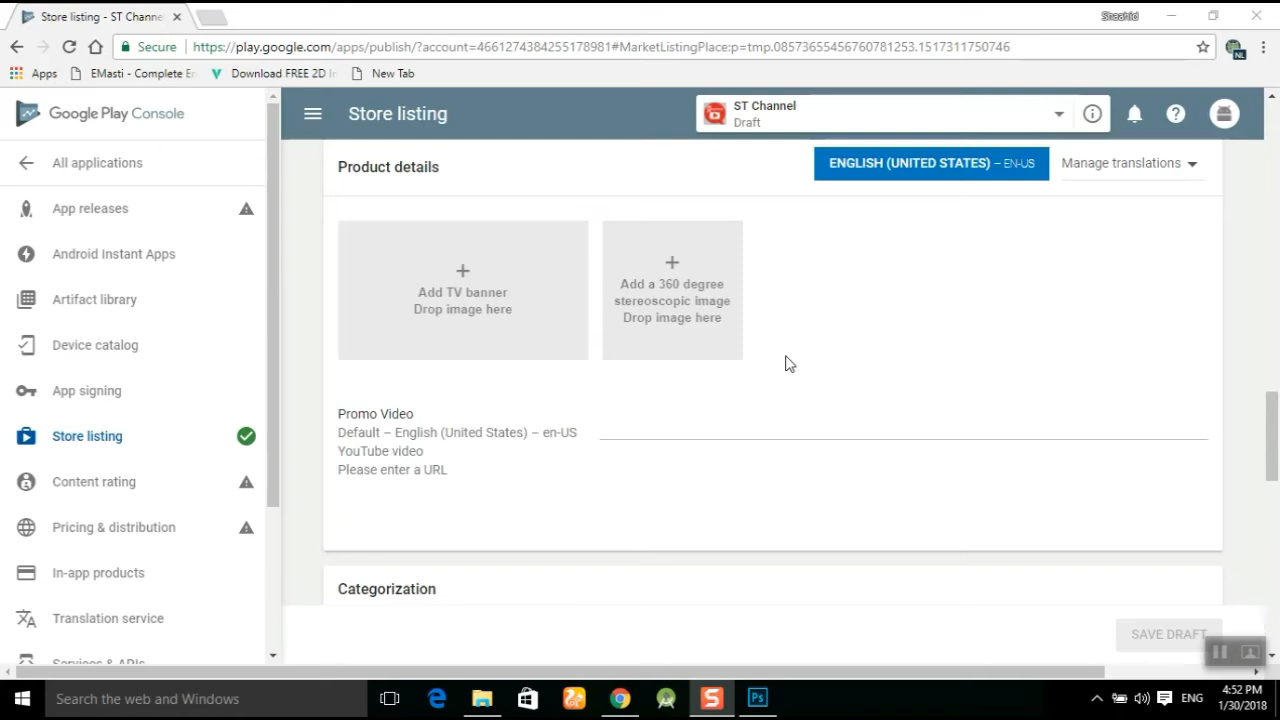 Store listing - ST Channe
Shaahid
Secure
https://play.google.com/apps/publish/?account=4661274384255178981#MarketListingPlace:p=tmp.08573655456760781253.1517311750746
NL
Apps
EMasti - Complete E
Download FREE 2D I
New Tab
Google Play Console
Store listing
ST Channel
Draft
All applications
App releases
Android Instant Apps
Artifact library
Device catalog
App signing
Store listing
Content rating
Pricing & distribution
In-app products
Translation service
Services & APIs
Product details
ENGLISH (UNITED STATES) – EN-US
Manage translations
Add TV banner
Drop image here
Add a 360 degree
stereoscopic image
Drop image here
Promo Video
Default – English (United States) – en-US
YouTube video
Please enter a URL
Categorization
SAVE DRAFT
Search the web and Windows
Ps
ENG
4:52 PM
1/30/2018